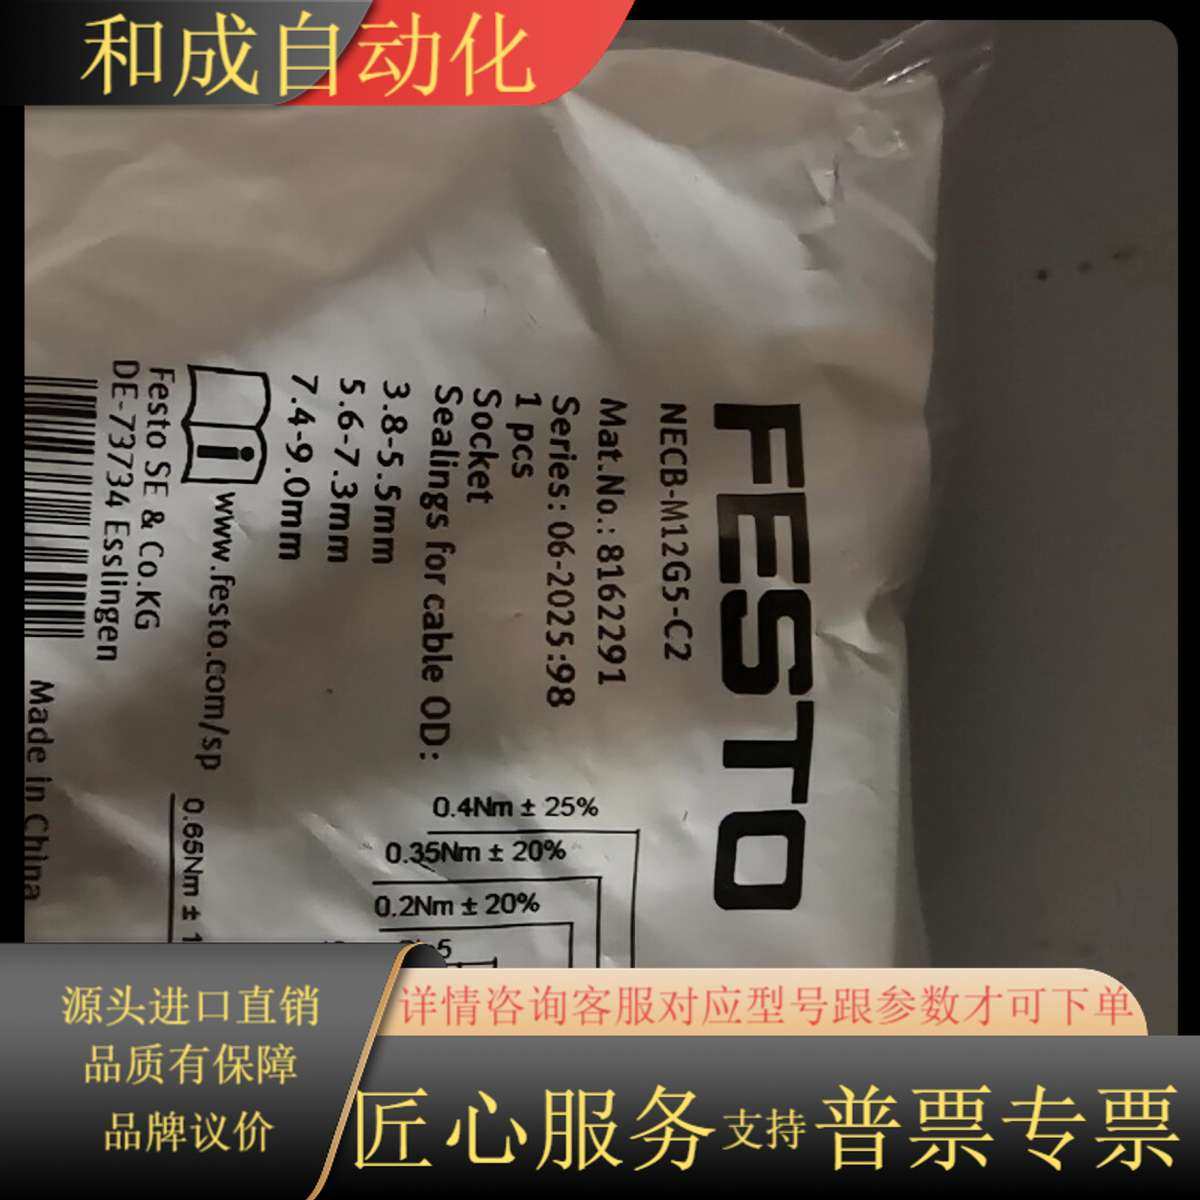 和成自动化
FESTO
NECB-M12G5-C2
Mat.No.: 8162291
Series: 06-2025:98
1 pcs
Socket
Sealings for cable OD:
3.8-5.5mm
5.6-7.3mm
7.4-9.0mm
www.festo.com/sp
Festo SE & Co.KG
DE-73734 Esslingen
Made in China
0.4Nm ± 25%
0.35Nm ± 20%
0.2Nm ± 20%
0.65Nm ± 1
源头进口直销
品质有保障
品牌议价
详情咨询客服对应型号跟参数才可下单
匠心服务支持普票专票